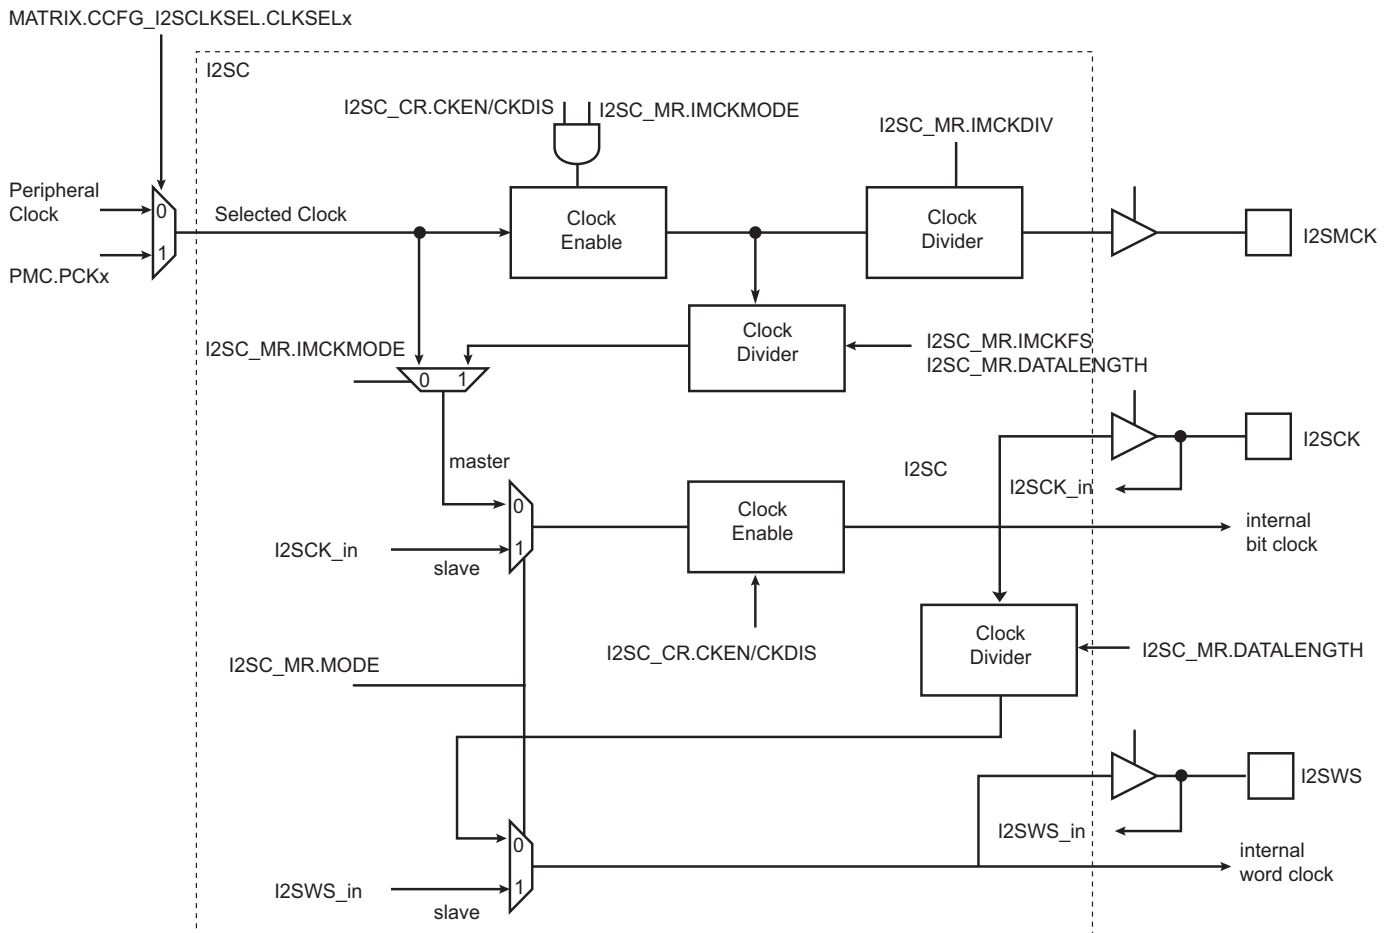 MATRIX.CCFG_I2SCLKSEL.CLKSELx
I2SC
I2SC_CR.CKEN/CKDIS
I2SC_MR.IMCKMODE
I2SC_MR.IMCKDIV
Peripheral
Clock
0
1
PMC.PCKx
Selected Clock
Clock
Enable
Clock
Divider
I2SMCK
Clock
Divider
I2SC_MR.IMCKFS
I2SC_MR.DATALENGTH
I2SC_MR.IMCKMODE
0 1
master
I2SC
I2SCK
I2SCK_in
0
1
I2SCK_in
slave
Clock
Enable
internal
bit clock
I2SC_CR.CKEN/CKDIS
Clock
Divider
I2SC_MR.DATALENGTH
I2SC_MR.MODE
I2SWS
I2SWS_in
0
1
I2SWS_in
slave
internal
word clock